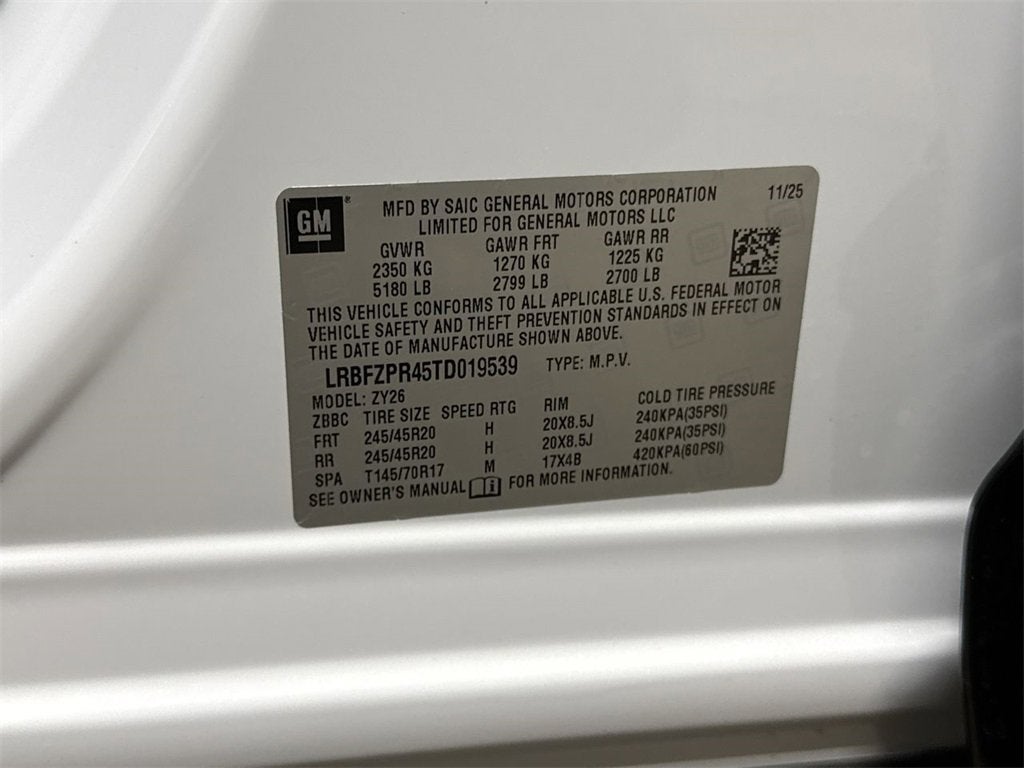 GM
MFD BY SAIC GENERAL MOTORS CORPORATION 11/25
LIMITED FOR GENERAL MOTORS LLC
GVWR GAWR FRT GAWR RR
2350 KG 1270 KG 1225 KG
5180 LB 2799 LB 2700 LB
THIS VEHICLE CONFORMS TO ALL APPLICABLE U.S. FEDERAL MOTOR
VEHICLE SAFETY AND THEFT PREVENTION STANDARDS IN EFFECT ON
THE DATE OF MANUFACTURE SHOWN ABOVE.
LRBFZPR45TD019539 TYPE: M.P.V.
MODEL: ZY26
ZBBC TIRE SIZE SPEED RTG RIM COLD TIRE PRESSURE
FRT 245/45R20 H 20X8.5J 240KPA(35PSI)
RR 245/45R20 H 20X8.5J 240KPA(35PSI)
SPA T145/70R17 M 17X4B 420KPA(60PSI)
SEE OWNER'S MANUAL FOR MORE INFORMATION.